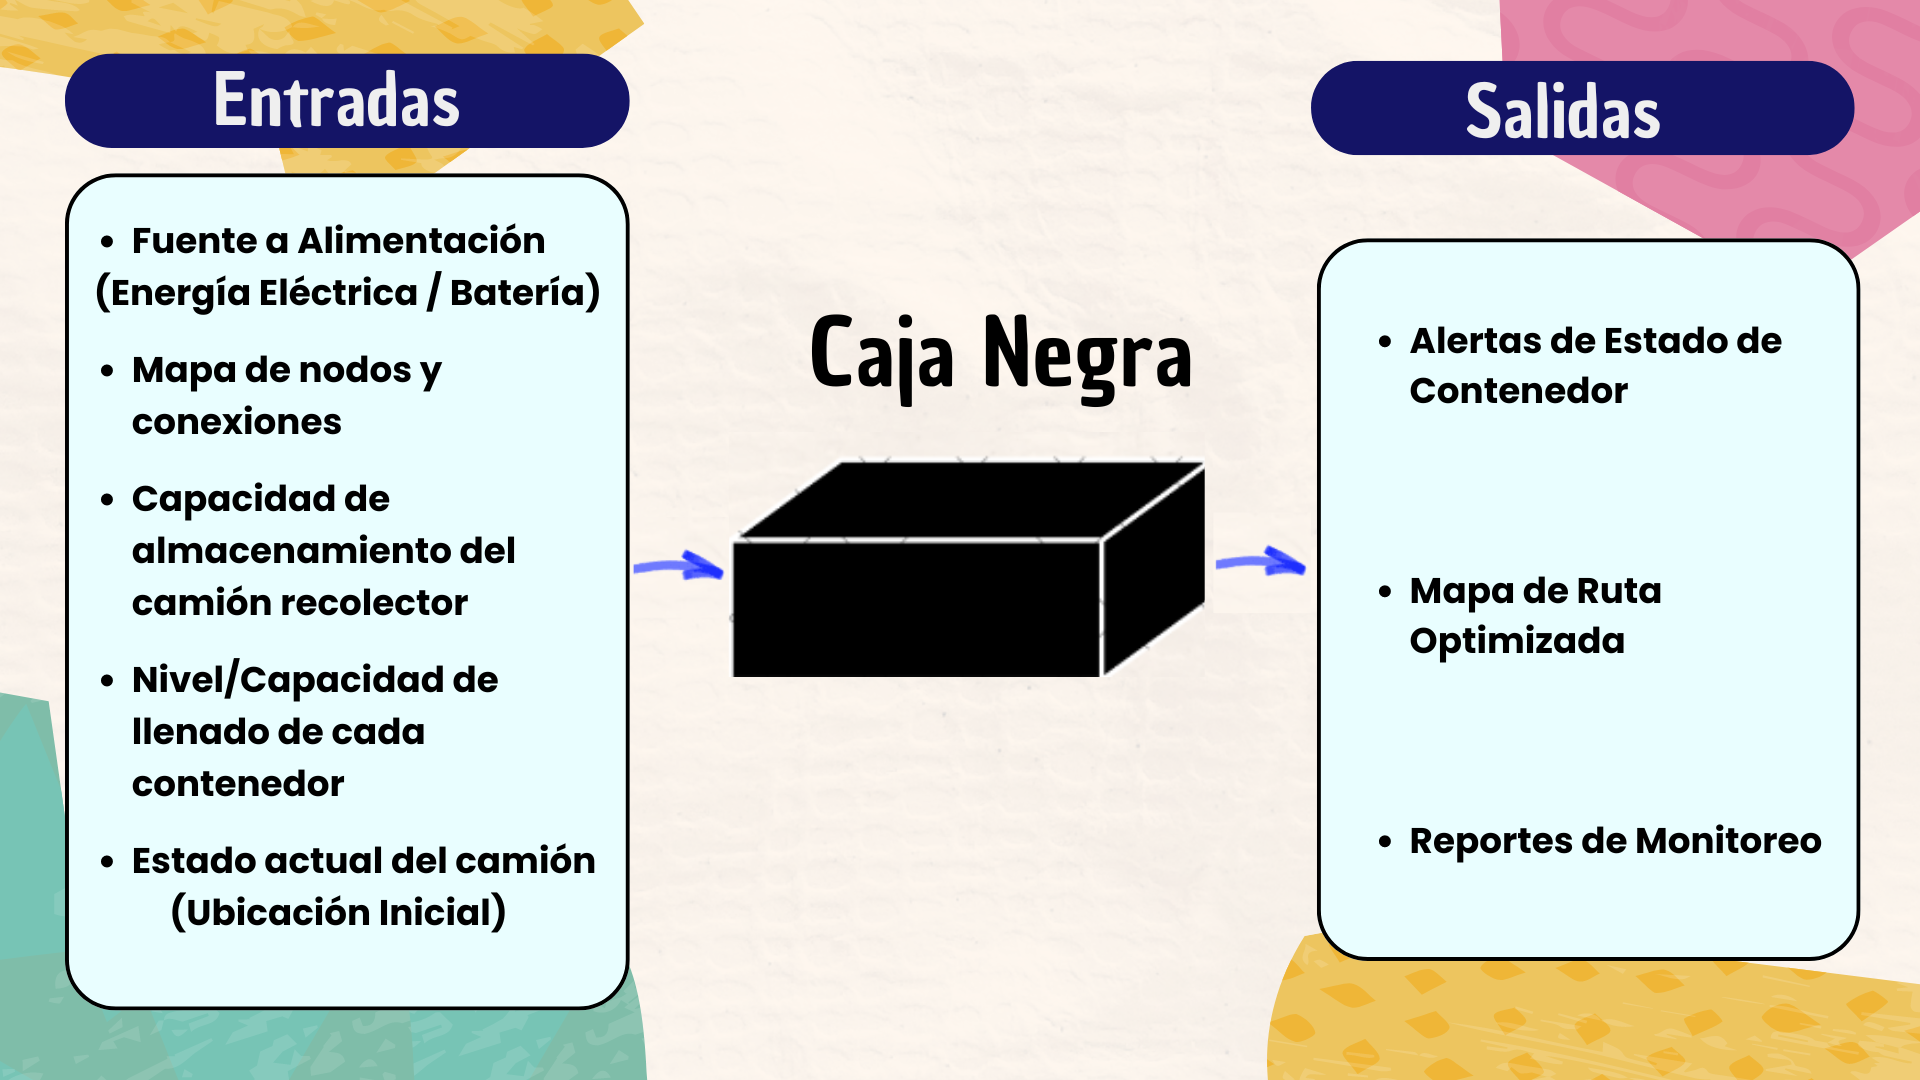 Entradas
• Fuente a Alimentación
(Energía Eléctrica / Batería)
• Mapa de nodos y
conexiones
• Capacidad de
almacenamiento del
camión recolector
• Nivel/Capacidad de
llenado de cada
contenedor
• Estado actual del camión
(Ubicación Inicial)
Caja Negra
Salidas
• Alertas de Estado de
Contenedor
• Mapa de Ruta
Optimizada
• Reportes de Monitoreo